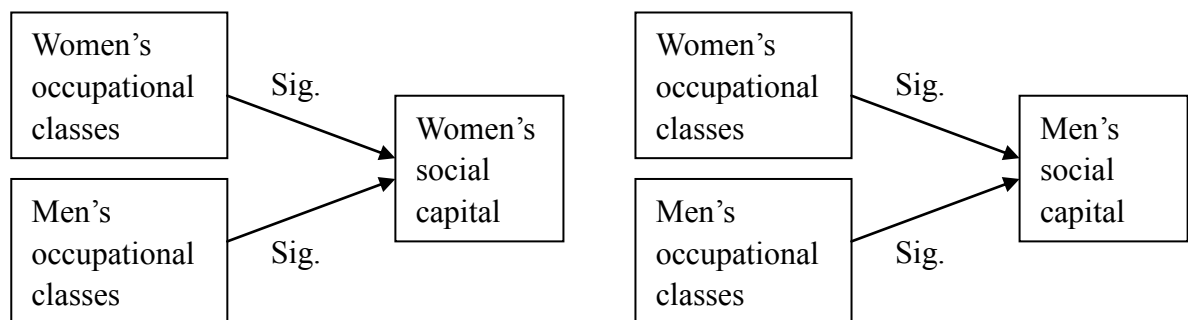 Women’s
occupational
classes
Sig.
Women’s
social
capital
Men’s
occupational
classes
Sig.
Women’s
occupational
classes
Sig.
Men’s
social
capital
Men’s
occupational
classes
Sig.